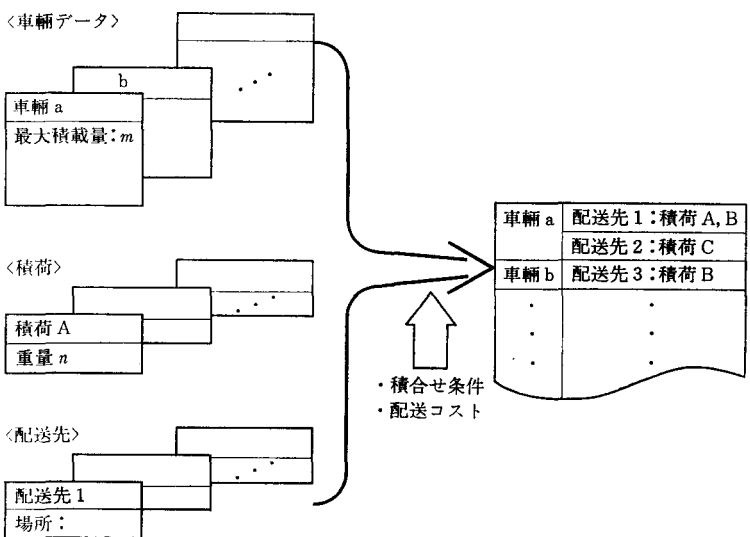 〈車輛データ〉
b
車輛 a
最大積載量：m
〈積荷〉
積荷 A
重量 n
〈配送先〉
配送先 1
場所：
車輛 a 配送先 1：積荷 A, B
配送先 2：積荷 C
車輛 b 配送先 3：積荷 B
・積合せ条件
・配送コスト